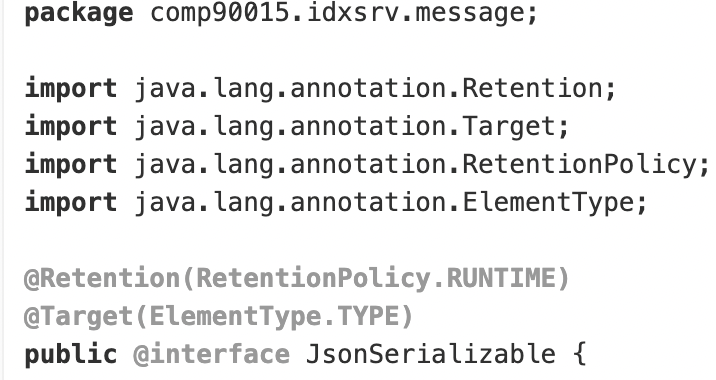 package comp90015.idxsrv.message;
import java.lang.annotation.Retention;
import java.lang.annotation.Target;
import java.lang.annotation.RetentionPolicy;
import java.lang.annotation.ElementType;
@Retention(RetentionPolicy.RUNTIME)
@Target(ElementType.TYPE)
public @interface JsonSerializable {